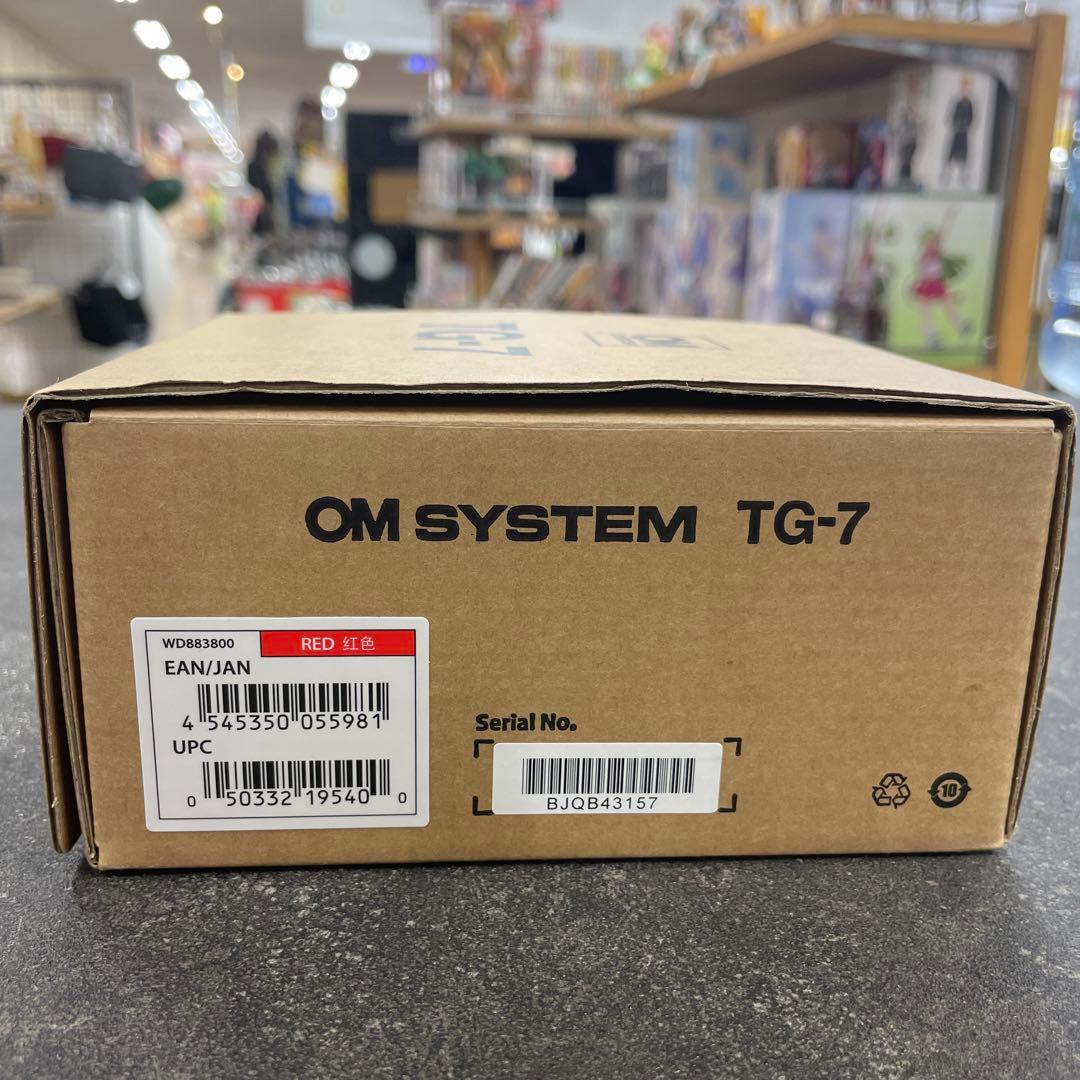 TG-7
OM SYSTEM TG-7
WD883800 RED 红色
EAN/JAN
4 545350 055981
UPC
0 50332 19540 0
Serial No.
BJQB43157
10